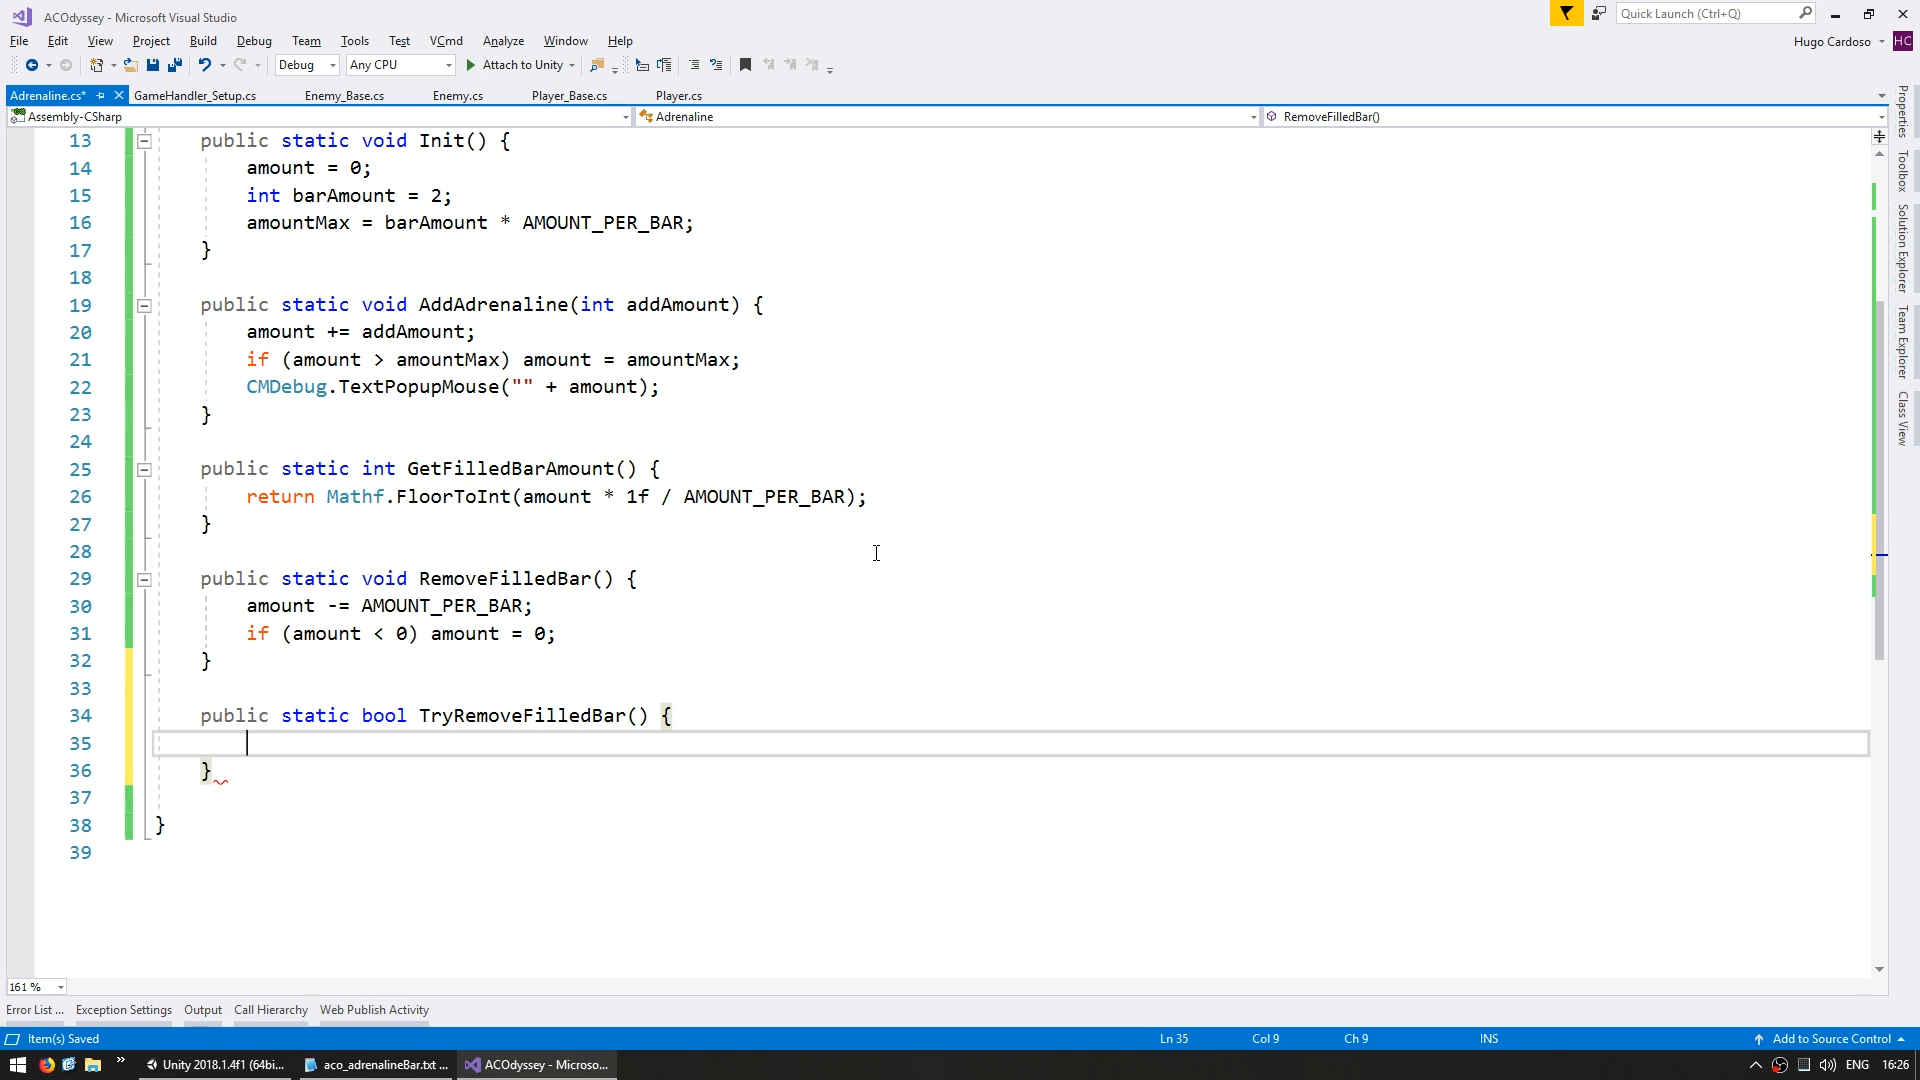 ACOdyssey - Microsoft Visual Studio
Quick Launch (Ctrl+Q)
File Edit View Project Build Debug Team Tools Test VCmd Analyze Window Help
Hugo Cardoso HC
Debug Any CPU Attach to Unity
Adrenaline.cs* GameHandler_Setup.cs Enemy_Base.cs Enemy.cs Player_Base.cs Player.cs
Assembly-CSharp Adrenaline RemoveFilledBar()
13 public static void Init() {
14 amount = 0;
15 int barAmount = 2;
16 amountMax = barAmount * AMOUNT_PER_BAR;
17 }
18
19 public static void AddAdrenaline(int addAmount) {
20 amount += addAmount;
21 if (amount > amountMax) amount = amountMax;
22 CMDebug.TextPopupMouse("" + amount);
23 }
24
25 public static int GetFilledBarAmount() {
26 return Mathf.FloorToInt(amount * 1f / AMOUNT_PER_BAR);
27 }
28
29 public static void RemoveFilledBar() {
30 amount -= AMOUNT_PER_BAR;
31 if (amount < 0) amount = 0;
32 }
33
34 public static bool TryRemoveFilledBar() {
35
36 }
37
38 }
39
Properties
Toolbox
Solution Explorer
Team Explorer
Class View
161 %
Error List ... Exception Settings Output Call Hierarchy Web Publish Activity
Item(s) Saved Ln 35 Col 9 Ch 9 INS Add to Source Control
Unity 2018.1.4f1 (64bi... aco_adrenalineBar.txt ... ACOdyssey - Microso... ENG 16:26